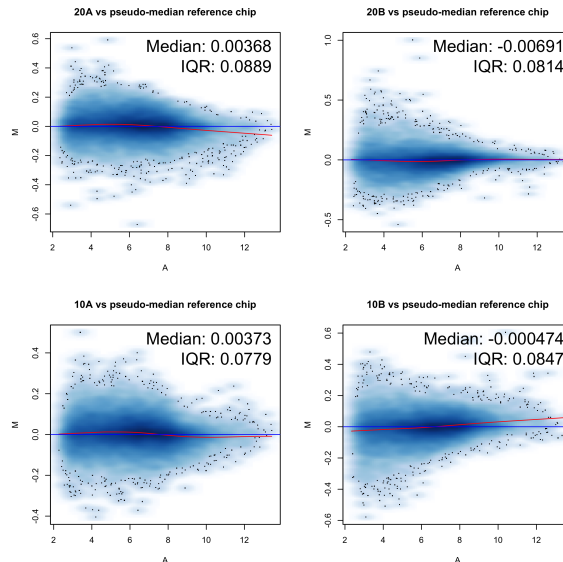 20A vs pseudo-median reference chip
Median: 0.00368
IQR: 0.0889
M
0.6
0.4
0.2
0.0
-0.2
-0.4
-0.6
2 4 6 8 10 12
A
20B vs pseudo-median reference chip
Median: -0.00691
IQR: 0.0814
M
1.0
0.5
0.0
-0.5
2 4 6 8 10 12
A
10A vs pseudo-median reference chip
Median: 0.00373
IQR: 0.0779
M
0.4
0.2
0.0
-0.2
-0.4
2 4 6 8 10 12
A
10B vs pseudo-median reference chip
Median: -0.000474
IQR: 0.0847
M
0.6
0.4
0.2
0.0
-0.2
-0.4
-0.6
2 4 6 8 10 12
A